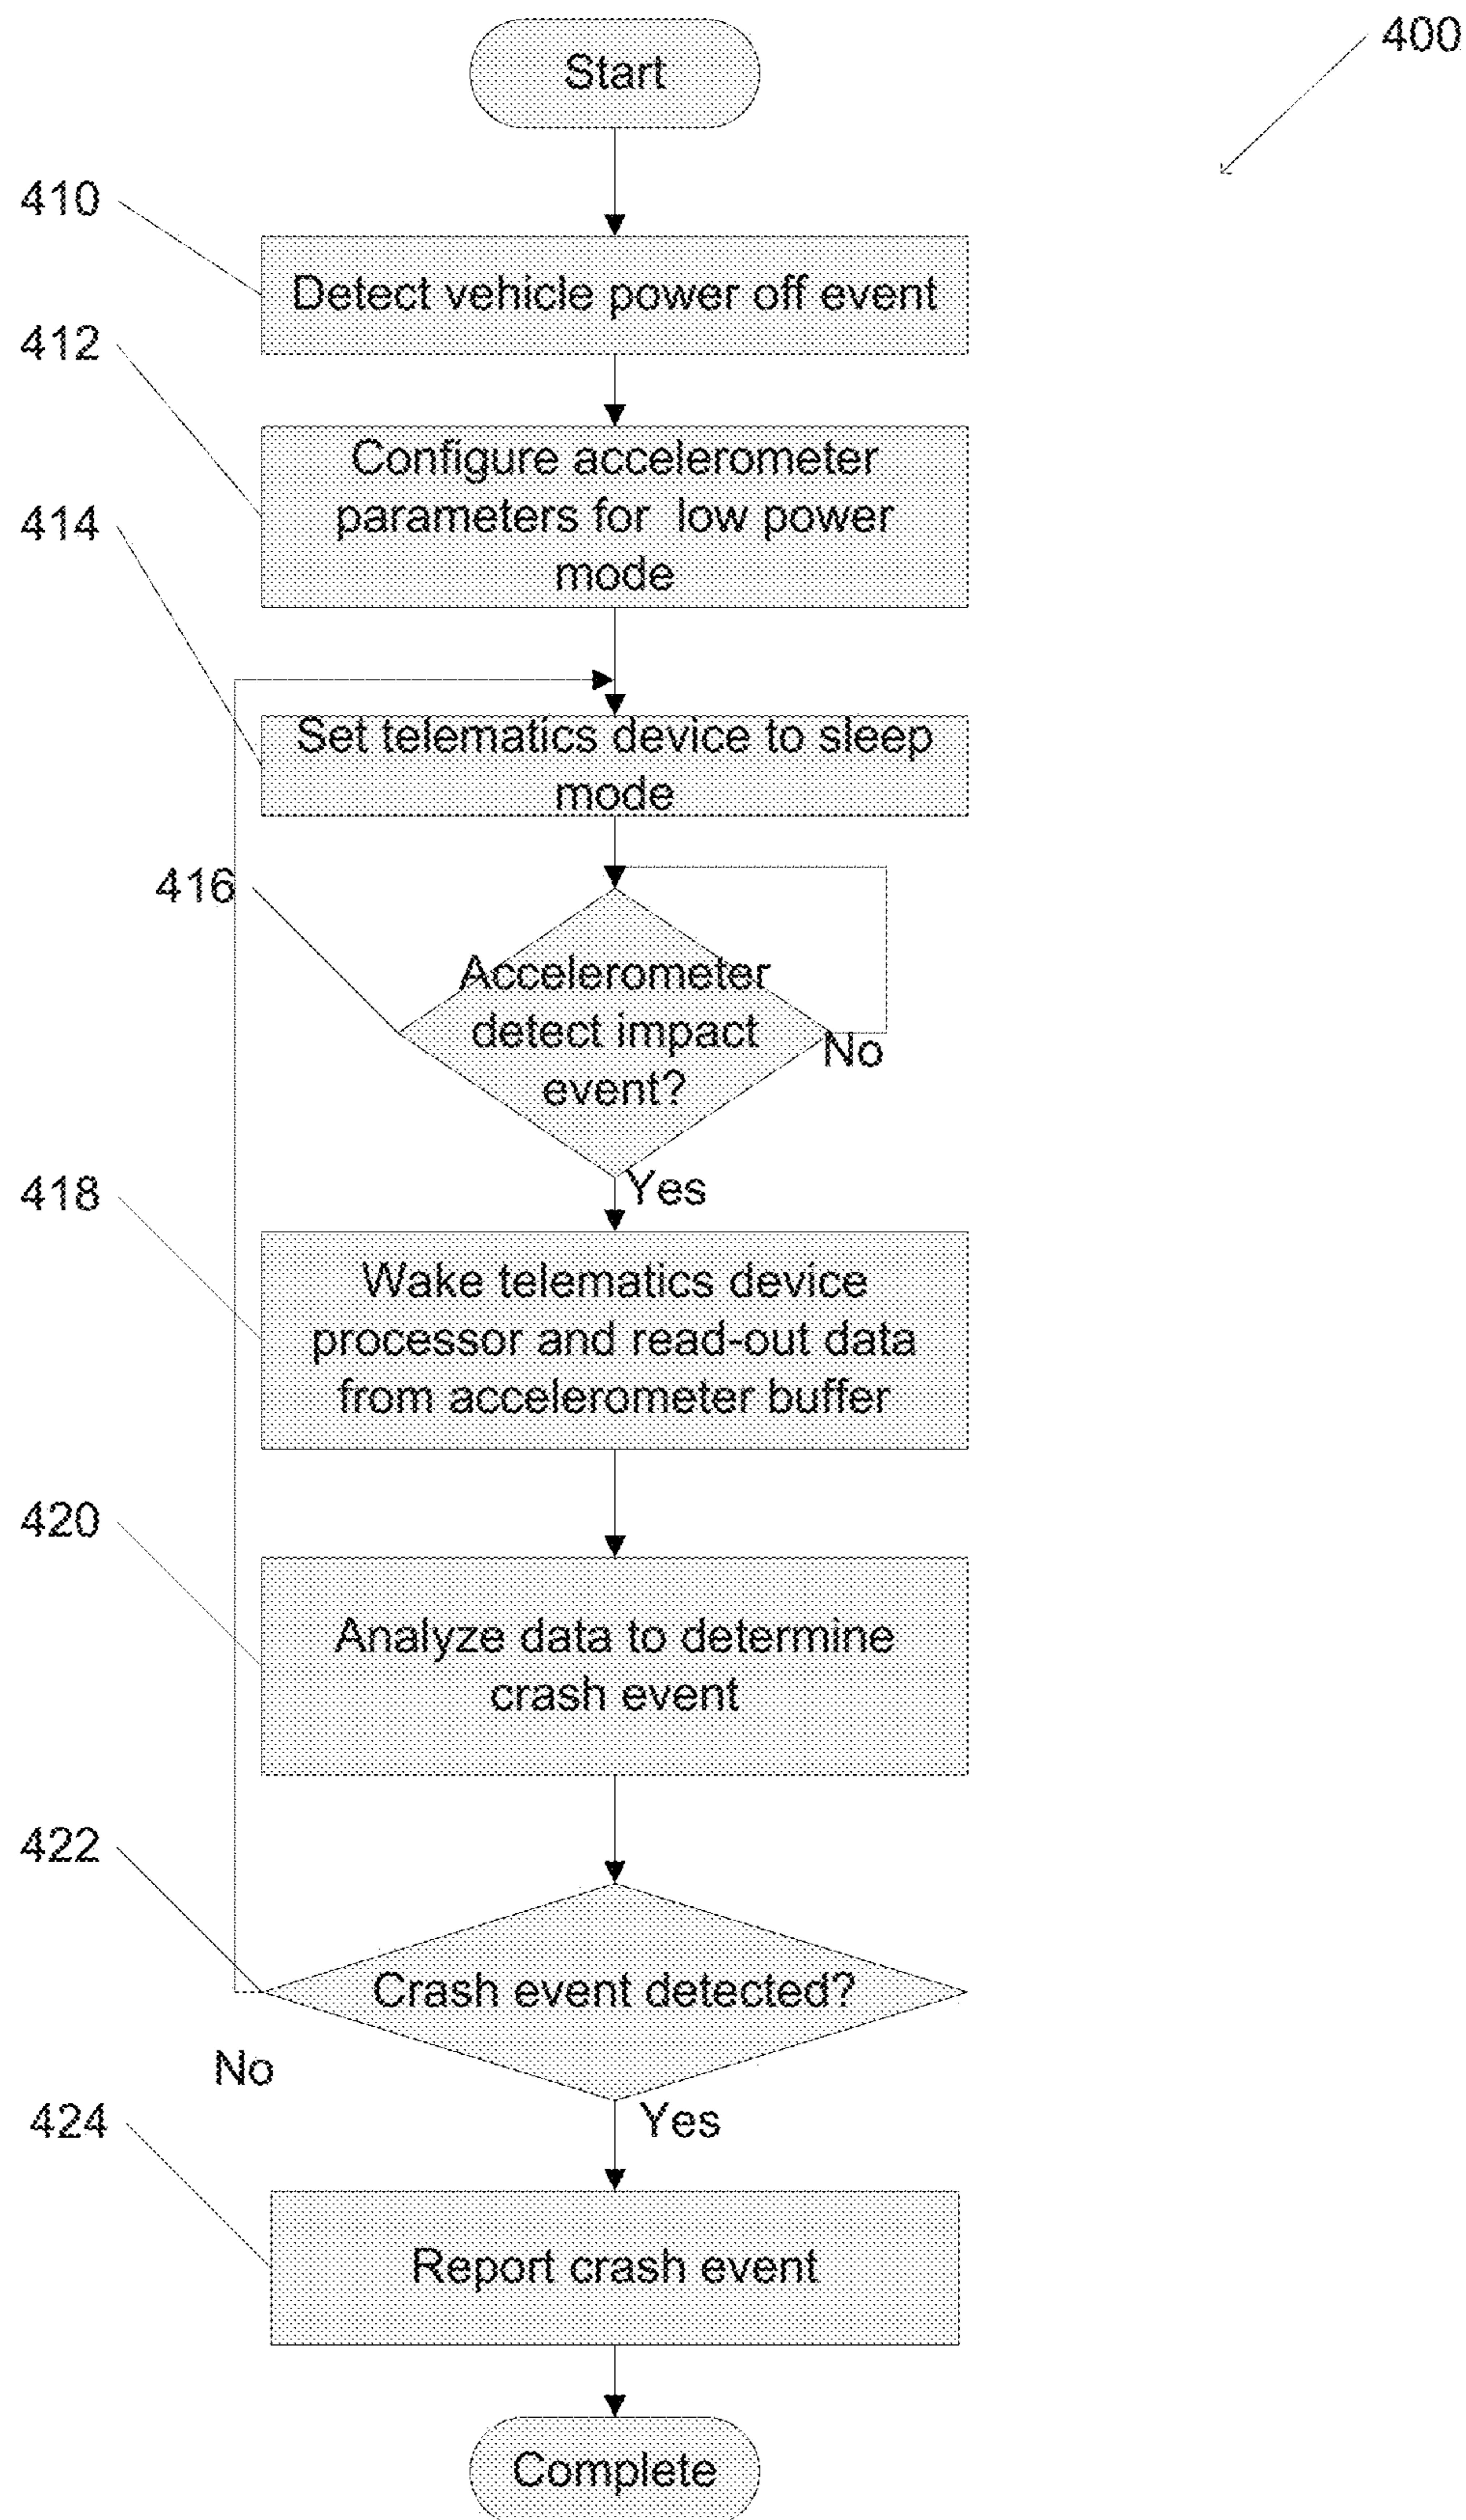 Start
400
410
Detect vehicle power off event
412
Configure accelerometer
parameters for low power
mode
414
Set telematics device to sleep
mode
416
Accelerometer
detect impact
event?
No
Yes
418
Wake telematics device
processor and read-out data
from accelerometer buffer
420
Analyze data to determine
crash event
422
Crash event detected?
No
Yes
424
Report crash event
Complete